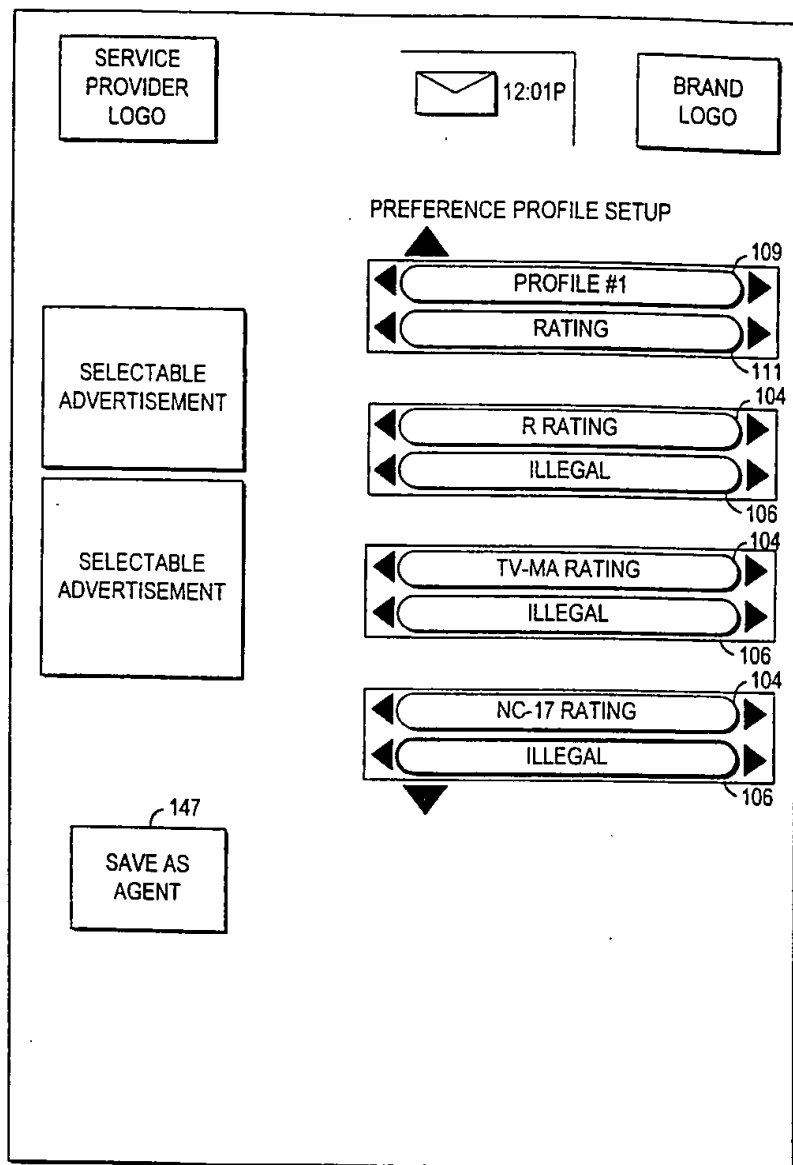 SERVICE
PROVIDER
LOGO
12:01P
BRAND
LOGO
PREFERENCE PROFILE SETUP
109
PROFILE #1
RATING
111
SELECTABLE
ADVERTISEMENT
104
R RATING
ILLEGAL
106
SELECTABLE
ADVERTISEMENT
104
TV-MA RATING
ILLEGAL
106
104
NC-17 RATING
ILLEGAL
106
147
SAVE AS
AGENT